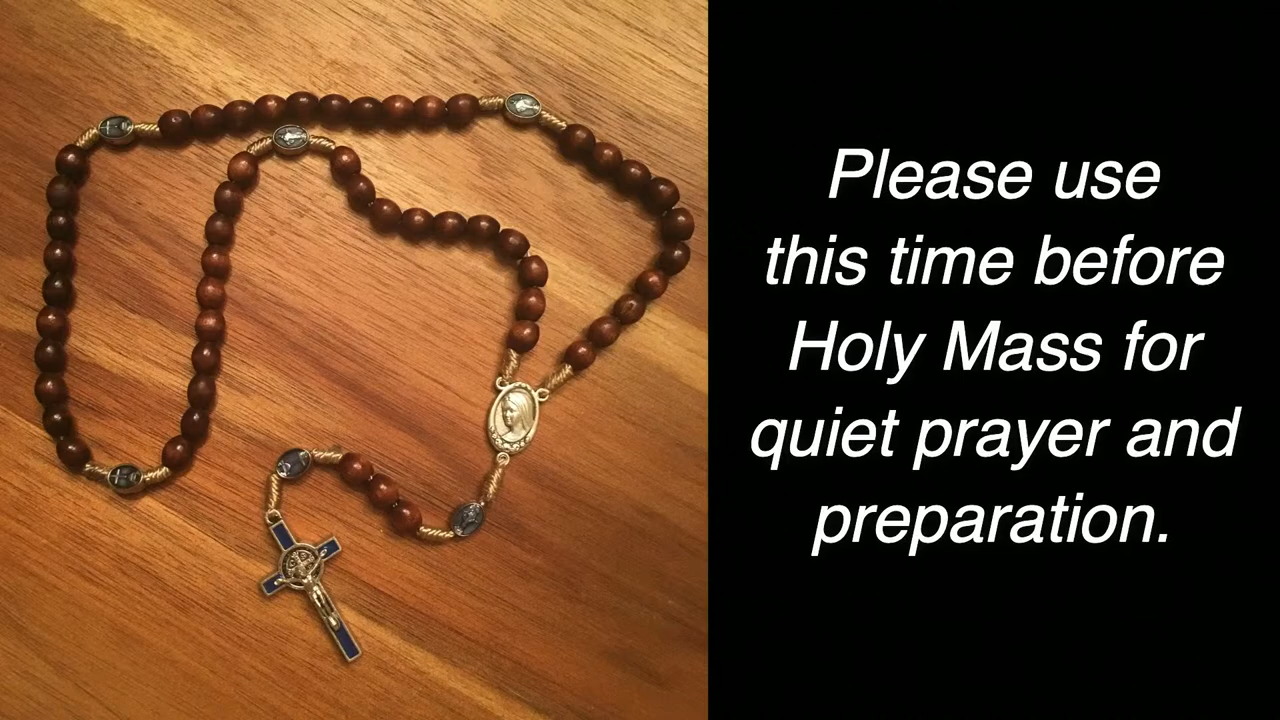 Please use
this time before
Holy Mass for
quiet prayer and
preparation.